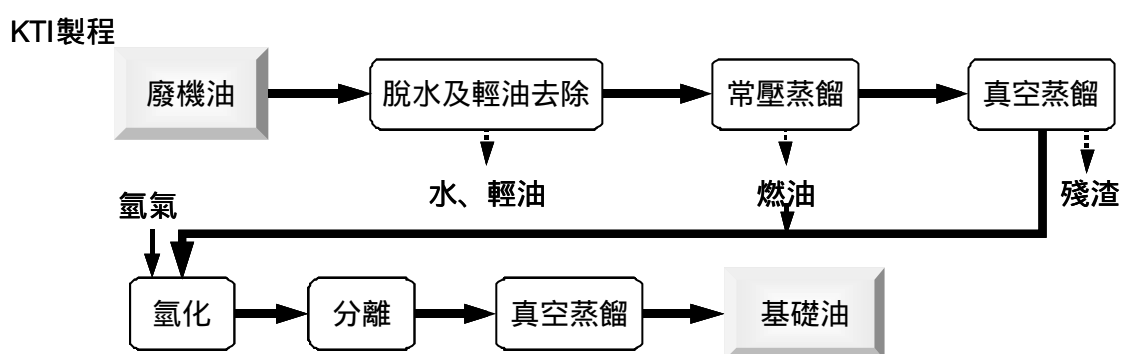 KTI製程
廢機油
脫水及輕油去除
常壓蒸餾
真空蒸餾
水、輕油
燃油
殘渣
氫氣
氫化
分離
真空蒸餾
基礎油